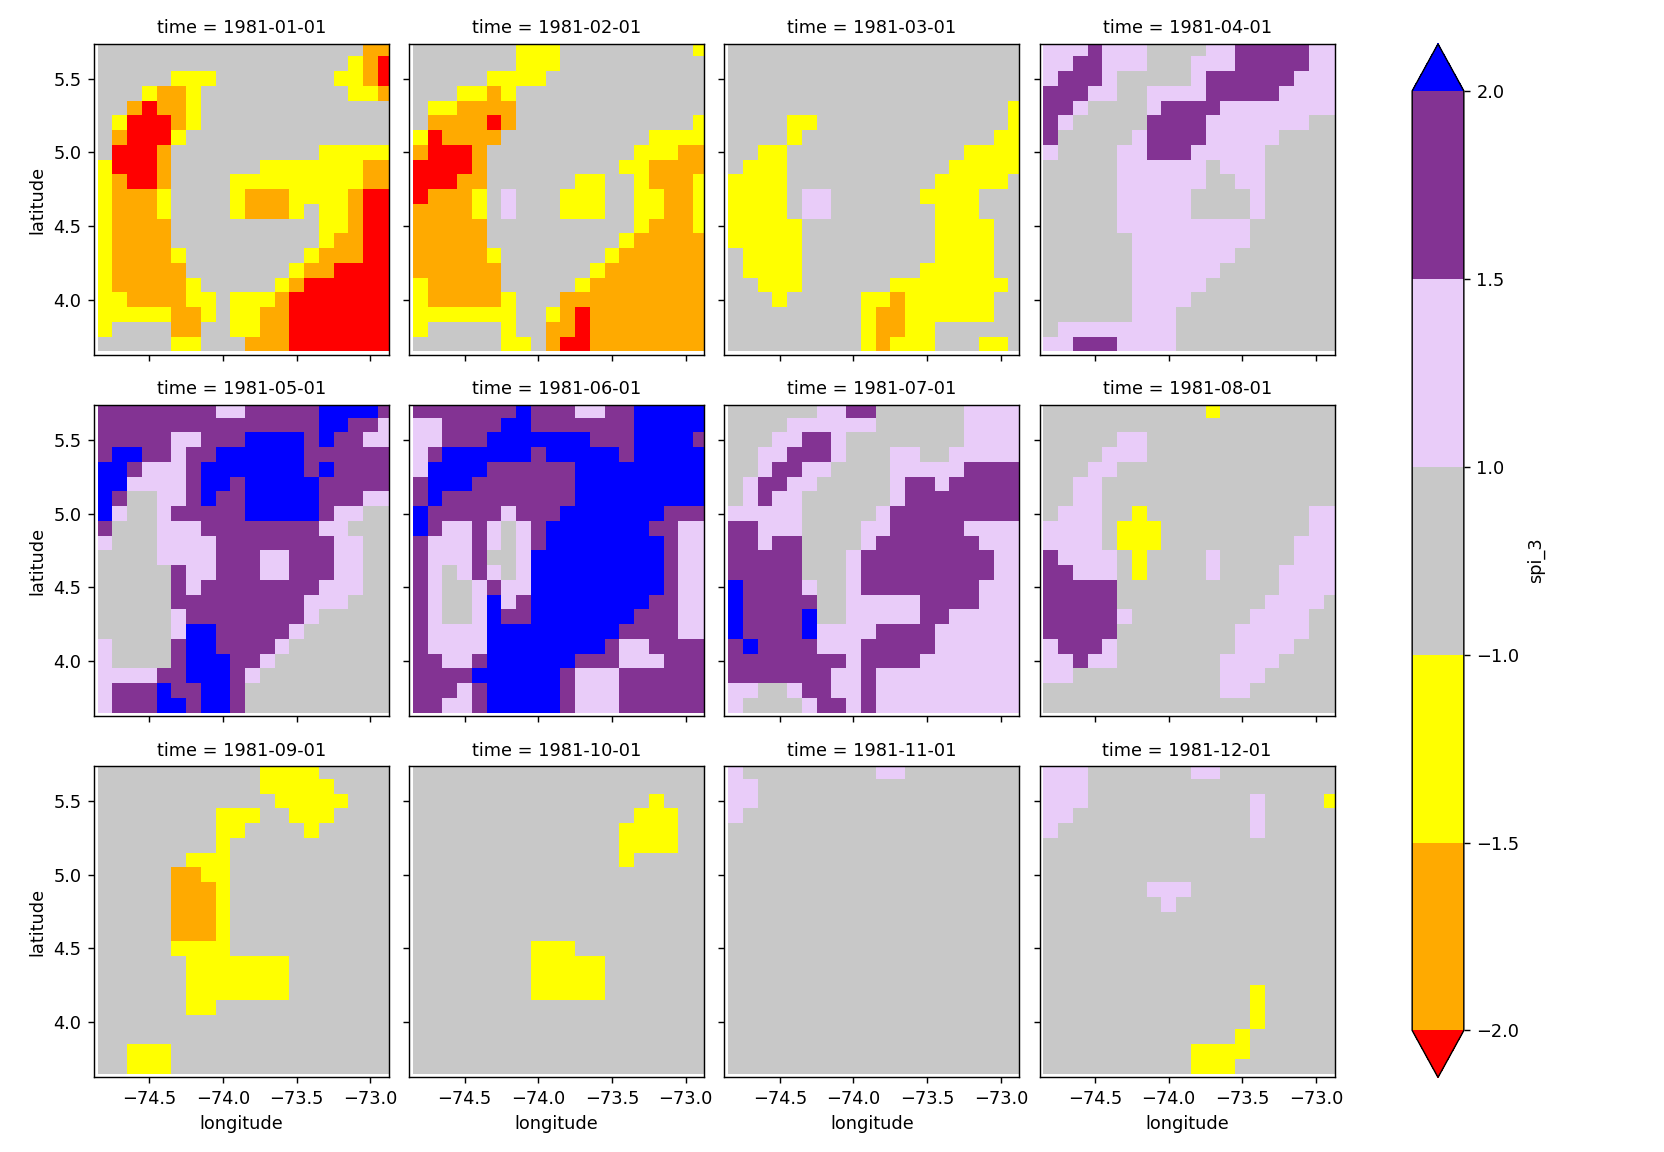 time = 1981-01-01
time = 1981-02-01
time = 1981-03-01
time = 1981-04-01
5.5
5.0
4.5
4.0
latitude
time = 1981-05-01
time = 1981-06-01
time = 1981-07-01
time = 1981-08-01
5.5
5.0
4.5
4.0
latitude
time = 1981-09-01
time = 1981-10-01
time = 1981-11-01
time = 1981-12-01
5.5
5.0
4.5
4.0
latitude
−74.5 −74.0 −73.5 −73.0
longitude
−74.5 −74.0 −73.5 −73.0
longitude
−74.5 −74.0 −73.5 −73.0
longitude
−74.5 −74.0 −73.5 −73.0
longitude
2.0
1.5
1.0
−1.0
−1.5
−2.0
spi_3